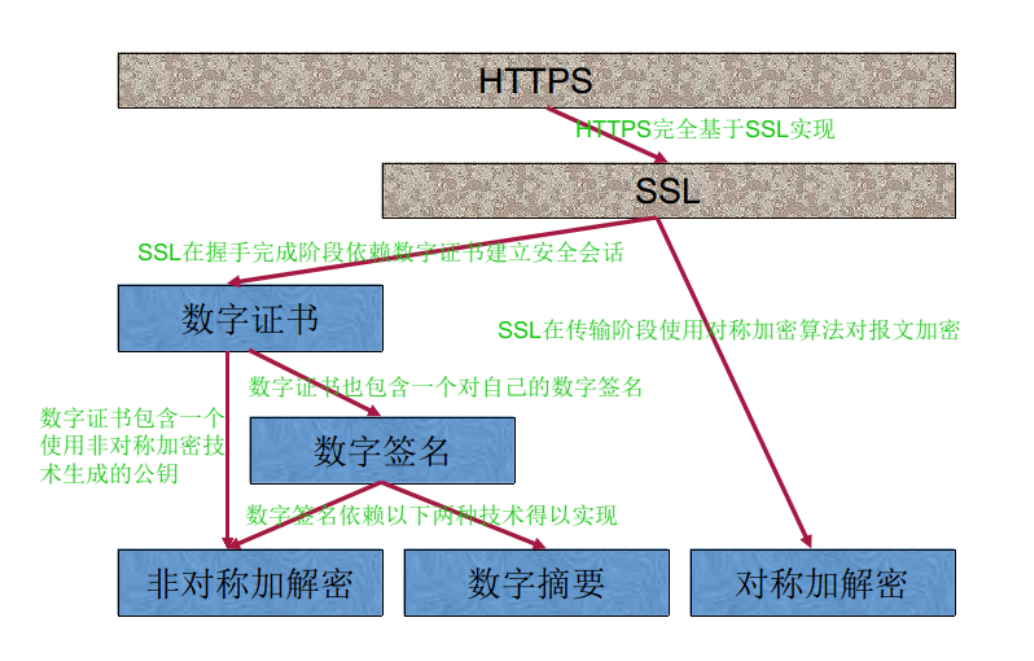 HTTPS
HTTPS完全基于SSL实现
SSL
SSL在握手完成阶段依赖数字证书建立安全会话
数字证书
SSL在传输阶段使用对称加密算法对报文加密
数字证书也包含一个对自己的数字签名
数字证书包含一个
使用非对称加密技
术生成的公钥
数字签名
数字签名依赖以下两种技术得以实现
非对称加解密
数字摘要
对称加解密